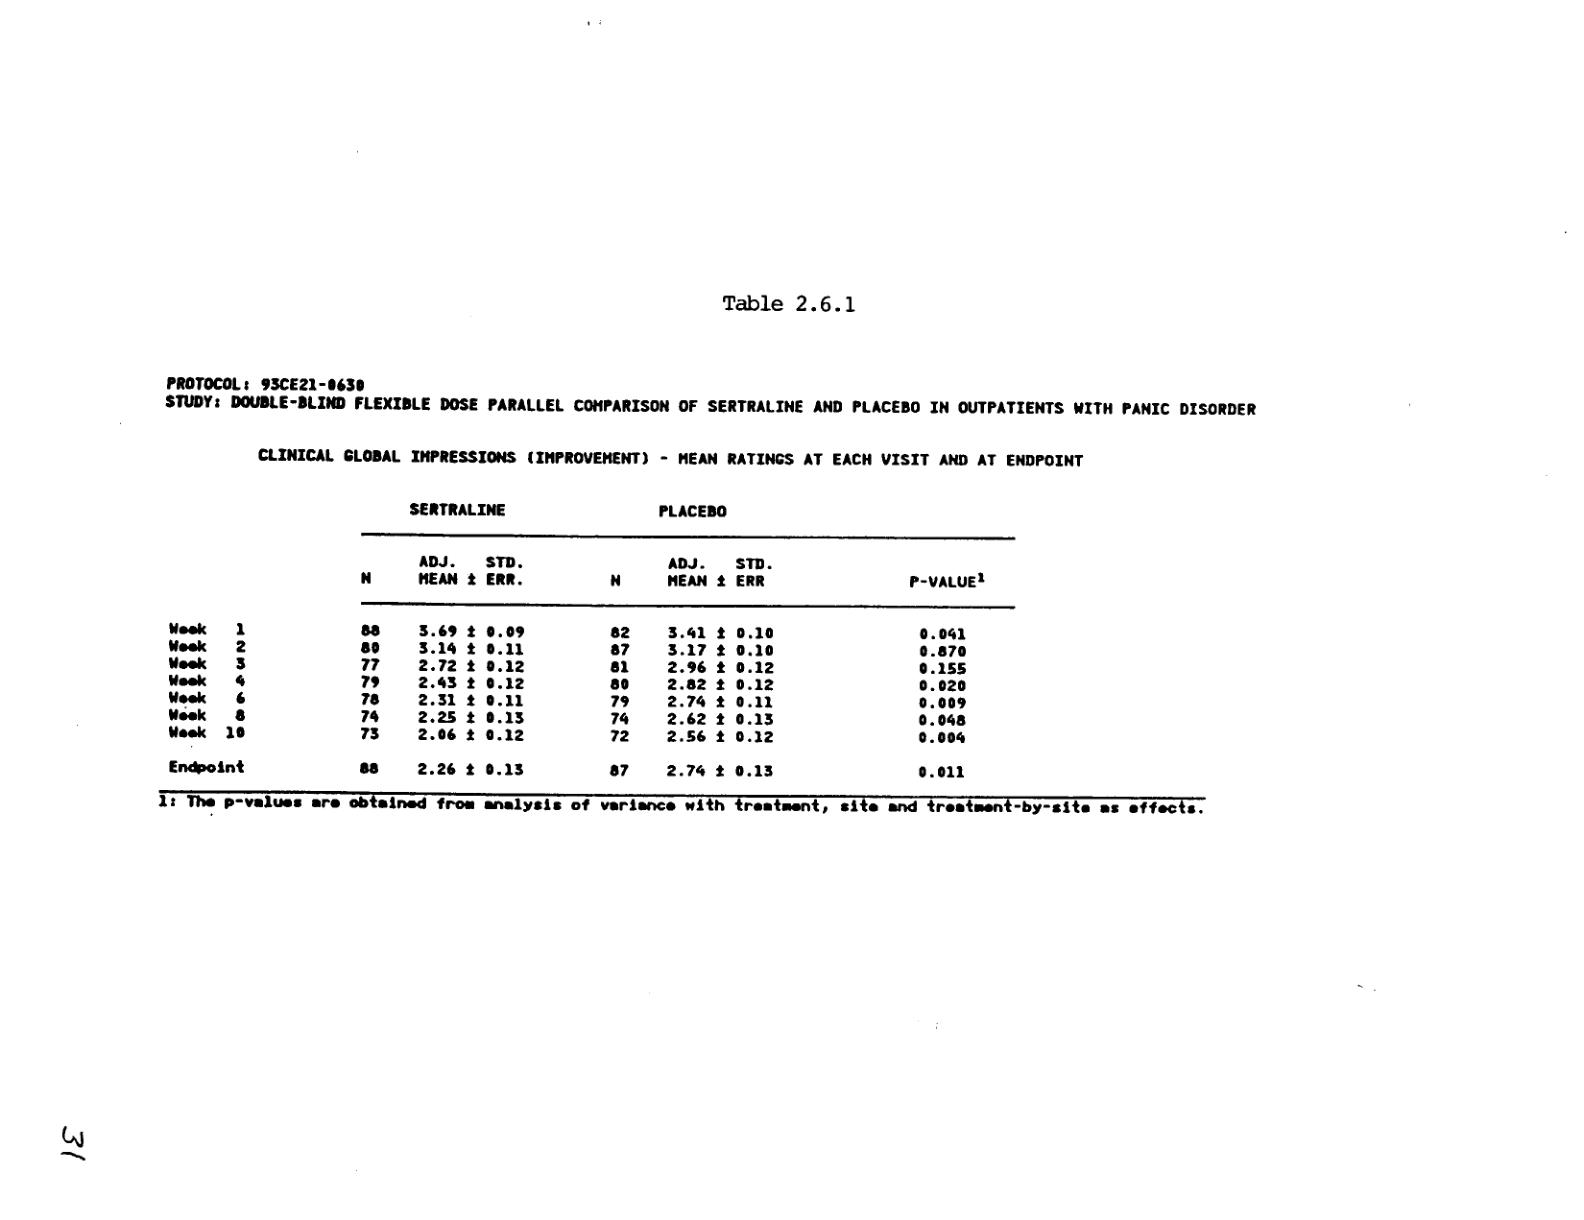 Table 2.6.1
PROTOCOL: 93CE21-0630
STUDY: DOUBLE-BLIND FLEXIBLE DOSE PARALLEL COMPARISON OF SERTRALINE AND PLACEBO IN OUTPATIENTS WITH PANIC DISORDER
CLINICAL GLOBAL IMPRESSIONS (IMPROVEMENT) - MEAN RATINGS AT EACH VISIT AND AT ENDPOINT
SERTRALINE PLACEBO
ADJ. STD. ADJ. STD.
N MEAN ± ERR. N MEAN ± ERR P-VALUE¹
Week 1 88 3.69 ± 0.09 82 3.41 ± 0.10 0.041
Week 2 80 3.14 ± 0.11 87 3.17 ± 0.10 0.870
Week 3 77 2.72 ± 0.12 81 2.96 ± 0.12 0.155
Week 4 79 2.43 ± 0.12 80 2.82 ± 0.12 0.020
Week 6 78 2.31 ± 0.11 79 2.74 ± 0.11 0.009
Week 8 74 2.25 ± 0.13 74 2.62 ± 0.13 0.048
Week 10 73 2.06 ± 0.12 72 2.56 ± 0.12 0.004
Endpoint 88 2.26 ± 0.13 87 2.74 ± 0.13 0.011
1: The p-values are obtained from analysis of variance with treatment, site and treatment-by-site as effects.
31